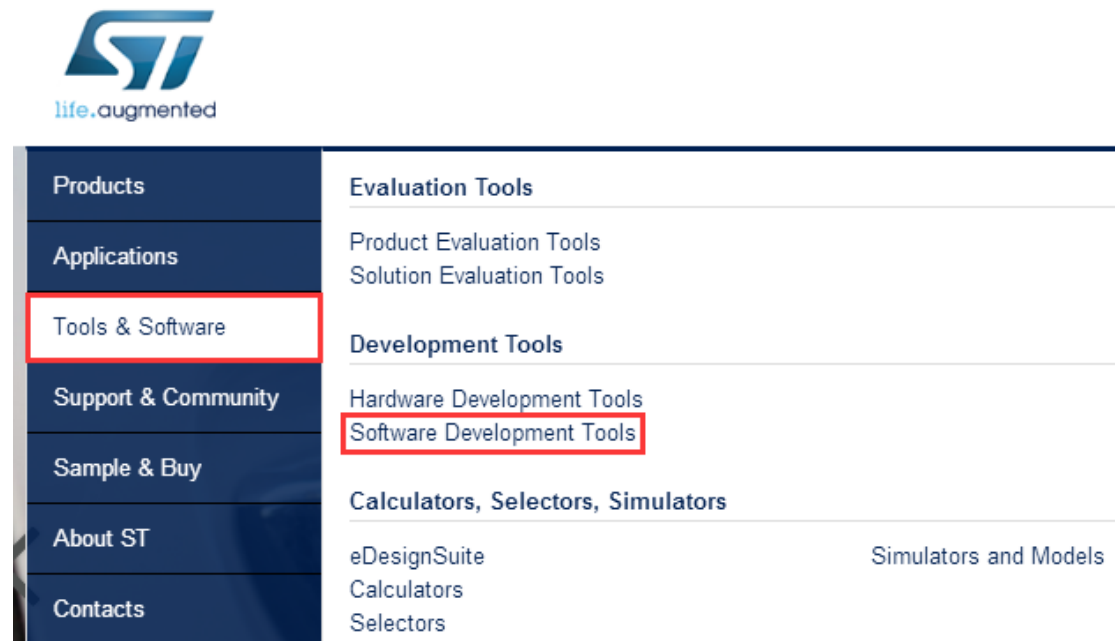 ST
life.augmented
Products
Applications
Tools & Software
Support & Community
Sample & Buy
About ST
Contacts
Evaluation Tools
Product Evaluation Tools
Solution Evaluation Tools
Development Tools
Hardware Development Tools
Software Development Tools
Calculators, Selectors, Simulators
eDesignSuite
Calculators
Selectors
Simulators and Models